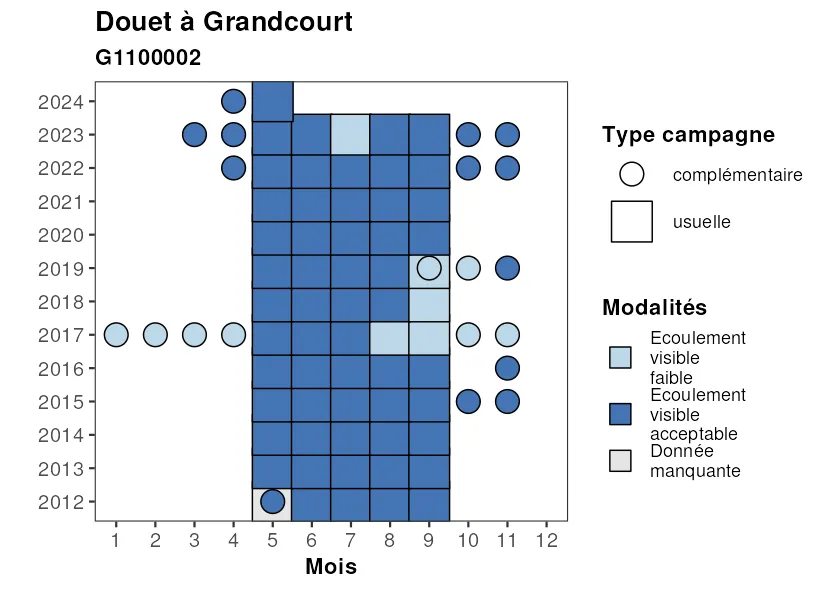 Douet à Grandcourt
G1100002
2024
2023
2022
2021
2020
2019
2018
2017
2016
2015
2014
2013
2012
1 2 3 4 5 6 7 8 9 10 11 12
Mois
Type campagne
complémentaire
usuelle
Modalités
Ecoulement
visible
faible
Ecoulement
visible
acceptable
Donnée
manquante